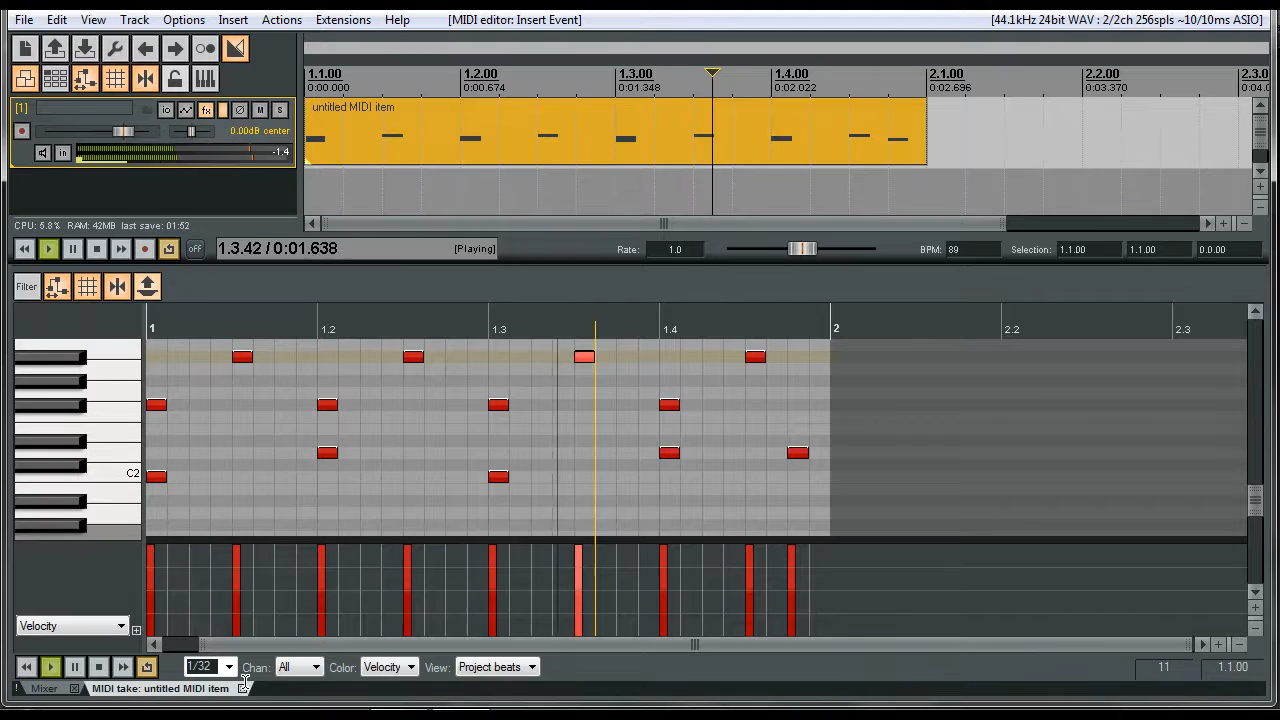 File Edit View Track Options Insert Actions Extensions Help [MIDI editor: Insert Event] [44.1kHz 24bit WAV : 2/2ch 256spls ~10/10ms ASIO]
1.1.00 1.2.00 1.3.00 1.4.00 2.1.00 2.2.00 2.3.0
0:00.000 0:00.674 0:01.348 0:02.022 0:02.696 0:03.370 0:04.0
[1] io fx M S
untitled MIDI item
0.00dB center
in -1.4
CPU: 5.8% RAM: 42MB last save: 01:52
OFF 1.3.42 / 0:01.638 [Playing] Rate: 1.0 BPM: 89 Selection: 1.1.00 1.1.00 0.0.00
Filter
1 1.2 1.3 1.4 2 2.2 2.3
C2
Velocity
1/32 Chan: All Color: Velocity View: Project beats 11 1.1.00
! Mixer MIDI take: untitled MIDI item